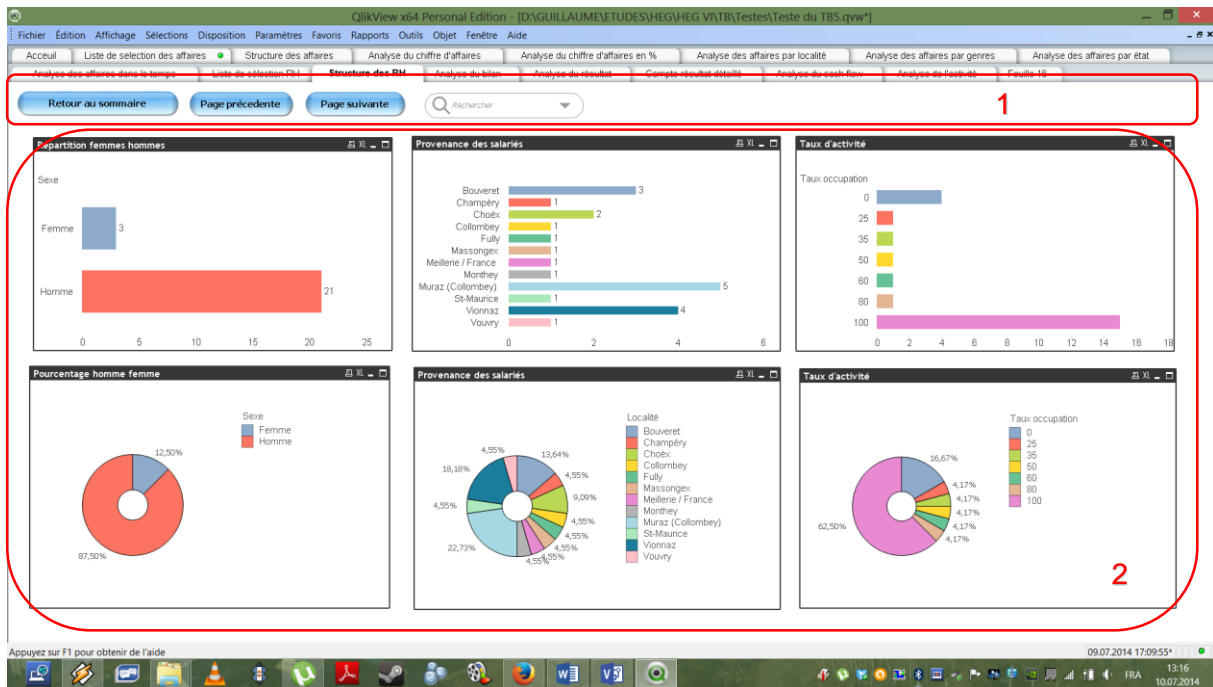 QlikView x64 Personal Edition - [D:\GUILLAUME\ETUDES\HEG\HEG VI\TB\Testes\Teste du TB5.qvw*]
Fichier Édition Affichage Sélections Disposition Paramètres Favoris Rapports Outils Objet Fenêtre Aide
Acceuil Liste de selection des affaires Structure des affaires Analyse du chiffre d'affaires Analyse du chiffre d'affaires en % Analyse des affaires par localité Analyse des affaires par genres Analyse des affaires par état
Analyse des affaires dans le temps Liste de sélection RH Structure des RH Analyse du bilan Analyse du résultat Compte résultat détaillé Analyse du cash flow Analyse de l'activité Feuille 16
1
Retour au sommaire Page précedente Page suivante Rechercher
Répartition femmes hommes XL
Sexe
Femme 3
Homme 21
0 5 10 15 20 25
Provenance des salariés XL
Bouveret 3
Champéry 1
Choëx 2
Collombey 1
Fully 1
Massongex 1
Meillerie / France 1
Monthey 1
Muraz (Collombey) 5
St-Maurice 1
Vionnaz 4
Vouvry 1
0 2 4 6
Taux d'activité XL
Taux occupation
0
25
35
50
60
80
100
0 2 4 6 8 10 12 14 16 18
Pourcentage homme femme XL
Sexe
Femme
Homme
12,50%
87,50%
Provenance des salariés XL
Localité
Bouveret
Champéry
Choëx
Collombey
Fully
Massongex
Meillerie / France
Monthey
Muraz (Collombey)
St-Maurice
Vionnaz
Vouvry
4,55%
13,64%
18,18%
4,55%
9,09%
4,55%
4,55%
4,55%
22,73%
4,55%
4,55%
4,55%
Taux d'activité XL
Taux occupation
0
25
35
50
60
80
100
16,67%
4,17%
4,17%
4,17%
4,17%
4,17%
62,50%
2
Appuyez sur F1 pour obtenir de l'aide
09.07.2014 17:09:55*
FRA 13:16
10.07.2014